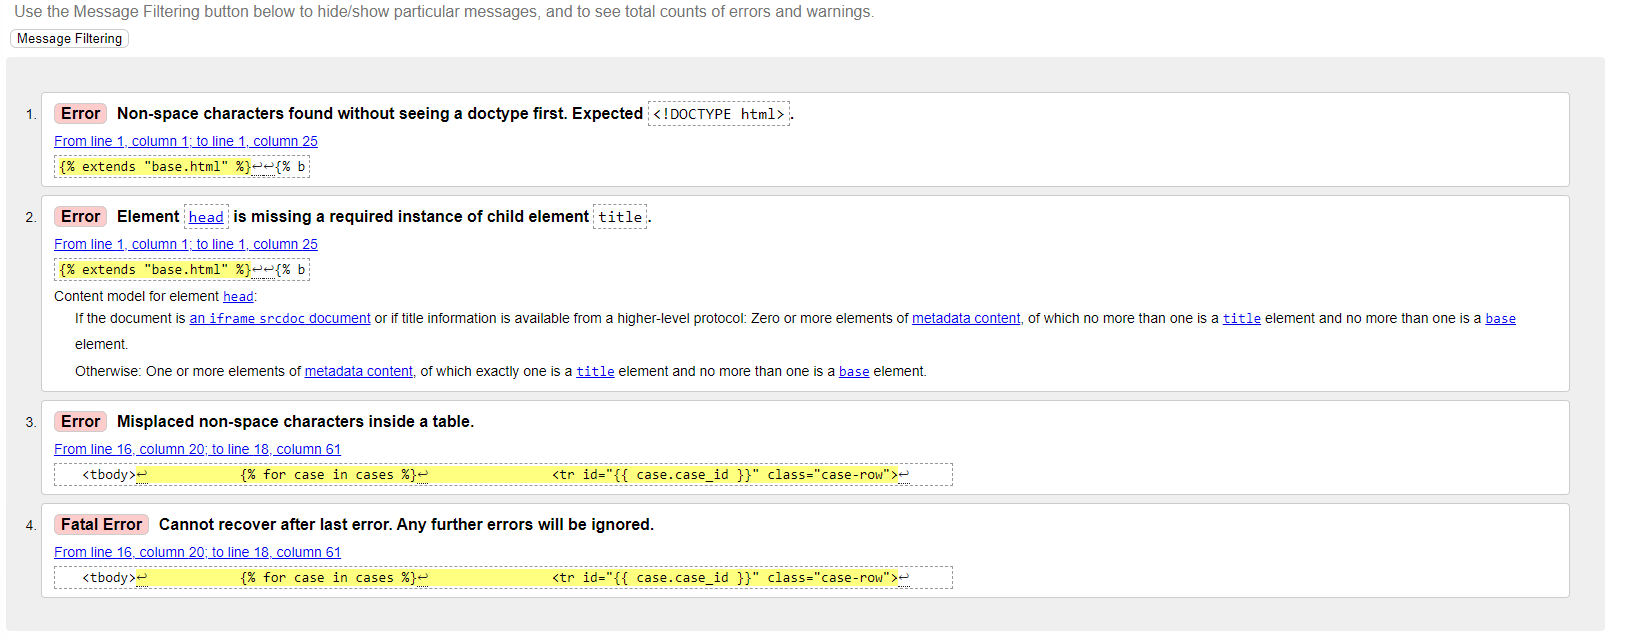 Use the Message Filtering button below to hide/show particular messages, and to see total counts of errors and warnings.
Message Filtering
1. Error Non-space characters found without seeing a doctype first. Expected <!DOCTYPE html>.
From line 1, column 1; to line 1, column 25
{% extends "base.html" %}↩↩{% b
2. Error Element head is missing a required instance of child element title.
From line 1, column 1; to line 1, column 25
{% extends "base.html" %}↩↩{% b
Content model for element head:
If the document is an iframe srcdoc document or if title information is available from a higher-level protocol: Zero or more elements of metadata content, of which no more than one is a title element and no more than one is a base
element.
Otherwise: One or more elements of metadata content, of which exactly one is a title element and no more than one is a base element.
3. Error Misplaced non-space characters inside a table.
From line 16, column 20; to line 18, column 61
<tbody>↩ {% for case in cases %}↩ <tr id="{{ case.case_id }}" class="case-row">↩
4. Fatal Error Cannot recover after last error. Any further errors will be ignored.
From line 16, column 20; to line 18, column 61
<tbody>↩ {% for case in cases %}↩ <tr id="{{ case.case_id }}" class="case-row">↩